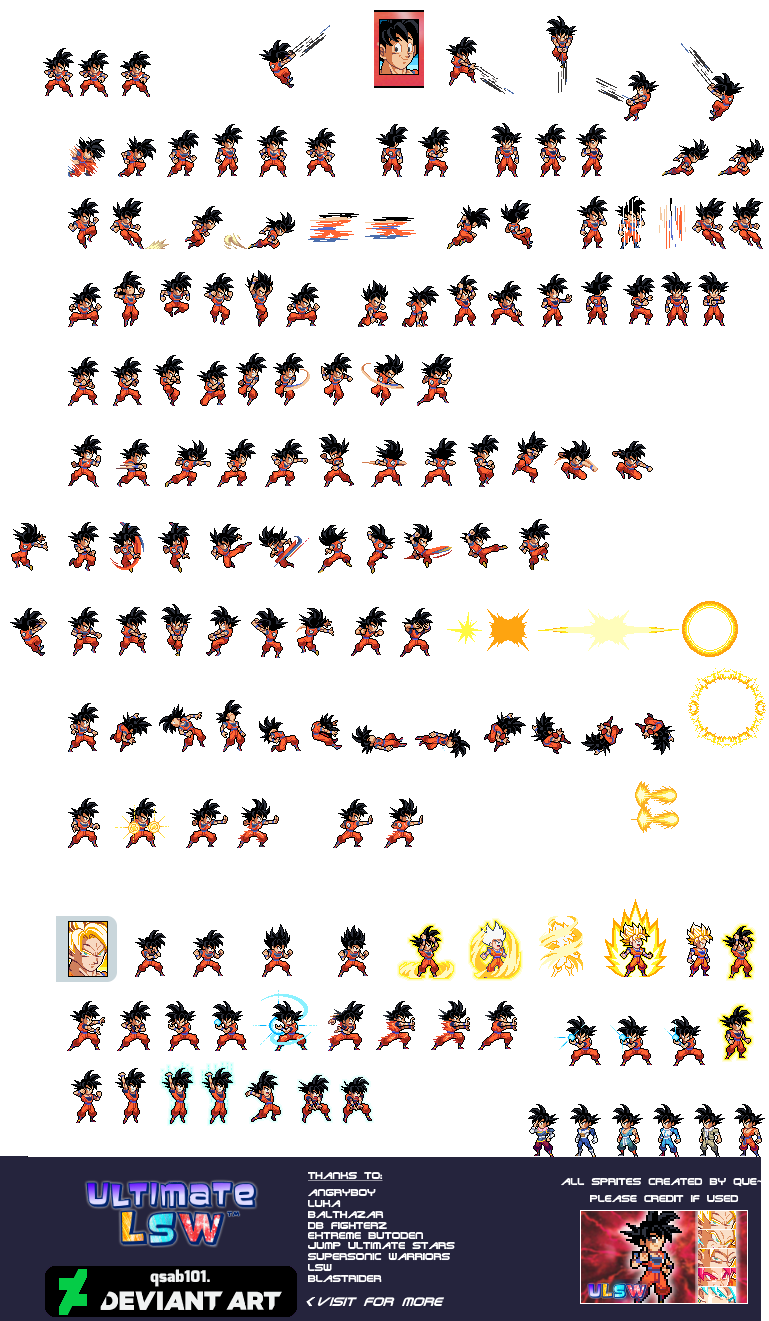 ULTIMATE
LSW™
qsab101.
DEVIANT ART
THANKS TO:
ANGRYBOY
LUKA
BALTHAZAR
DB FIGHTERZ
EXTREME BUTODEN
JUMP ULTIMATE STARS
SUPERSONIC WARRIORS
LSW
BLASTRIDER
< VISIT FOR MORE
ALL SPRITES CREATED BY QUE-
PLEASE CREDIT IF USED
ULSW